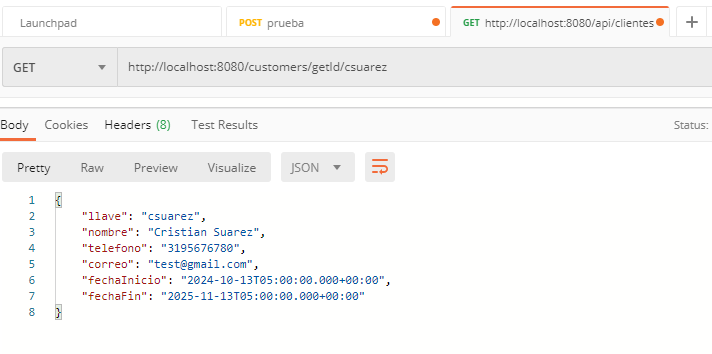 Launchpad
POST prueba
GET http://localhost:8080/api/clientes
GET http://localhost:8080/customers/getId/csuarez
Body Cookies Headers (8) Test Results Status:
Pretty Raw Preview Visualize JSON
1 {
2 "llave": "csuarez",
3 "nombre": "Cristian Suarez",
4 "telefono": "3195676780",
5 "correo": "test@gmail.com",
6 "fechaInicio": "2024-10-13T05:00:00.000+00:00",
7 "fechaFin": "2025-11-13T05:00:00.000+00:00"
8 }